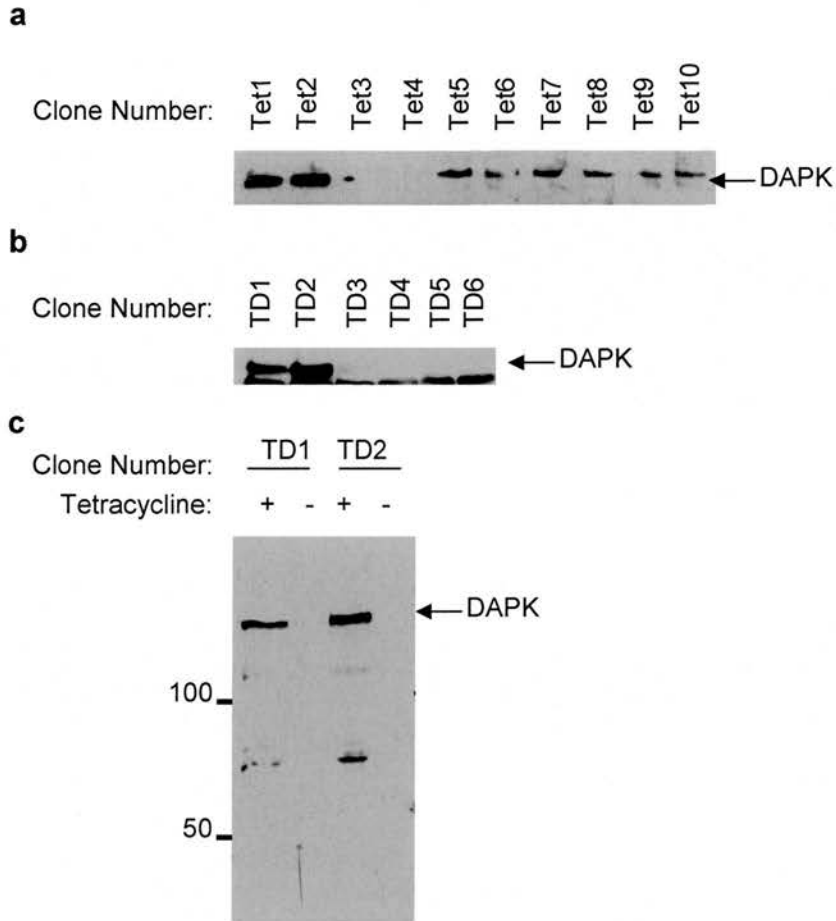 a
Clone Number: Tet1 Tet2 Tet3 Tet4 Tet5 Tet6 Tet7 Tet8 Tet9 Tet10
DAPK
b
Clone Number: TD1 TD2 TD3 TD4 TD5 TD6
DAPK
c
Clone Number: TD1 TD2
Tetracycline: + - + -
DAPK
100
50